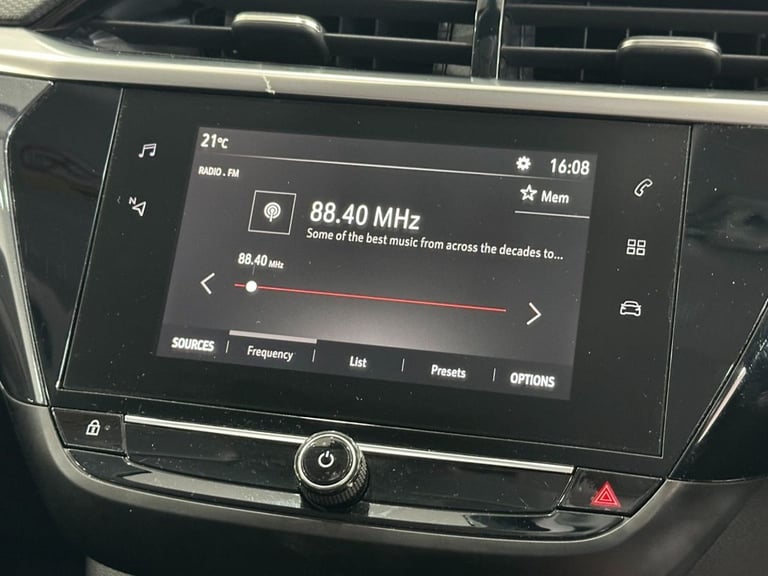 21°C
16:08
RADIO . FM
Mem
88.40 MHz
Some of the best music from across the decades to...
88.40 MHz
SOURCES
Frequency
List
Presets
OPTIONS
N